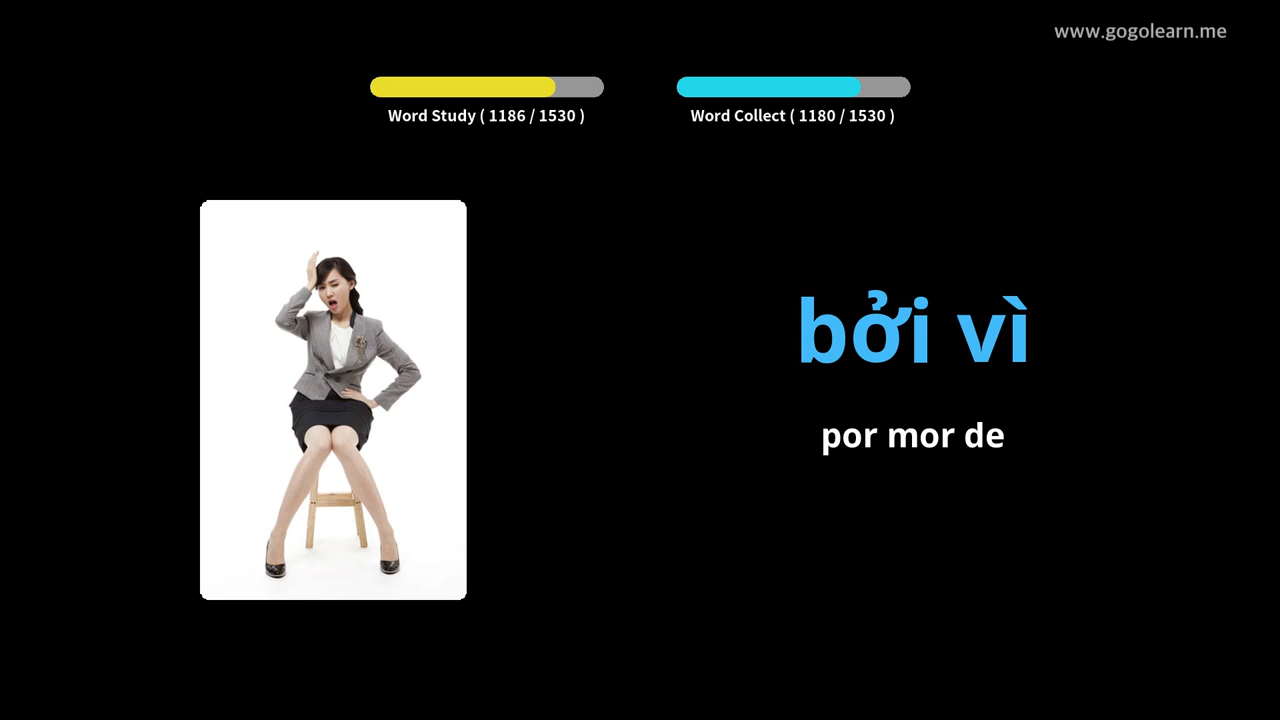 www.gogolearn.me
Word Study ( 1186 / 1530 )
Word Collect ( 1180 / 1530 )
bởi vì
por mor de